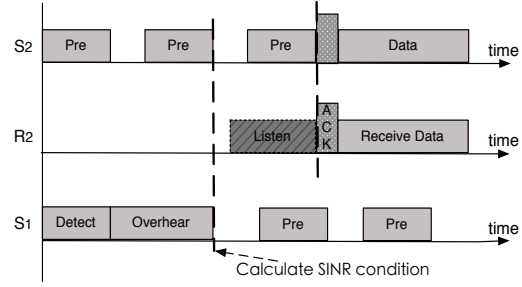 S2 Pre Pre Pre Data time
R2 Listen ACK Receive Data time
S1 Detect Overhear Pre Pre time
Calculate SINR condition